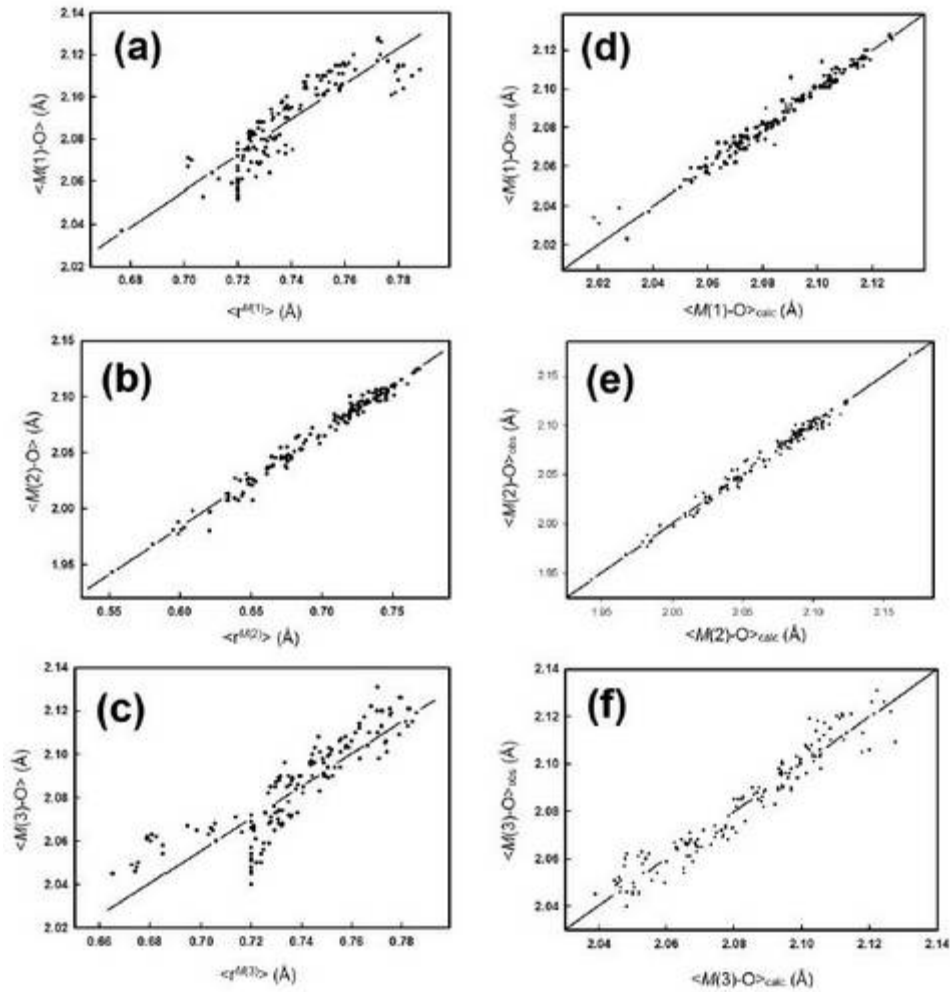 (a)
<M(1)-O> (Å)
2.14
2.12
2.10
2.08
2.06
2.04
2.02
0.68 0.70 0.72 0.74 0.76 0.78
<r^M(1)> (Å)
(d)
<M(1)-O>obs (Å)
2.12
2.10
2.08
2.06
2.04
2.02
2.02 2.04 2.06 2.08 2.10 2.12
<M(1)-O>calc (Å)
(b)
<M(2)-O> (Å)
2.15
2.10
2.05
2.00
1.95
0.55 0.60 0.65 0.70 0.75
<r^M(2)> (Å)
(e)
<M(2)-O>obs (Å)
2.15
2.10
2.05
2.00
1.95
1.95 2.00 2.05 2.10 2.15
<M(2)-O>calc (Å)
(c)
<M(3)-O> (Å)
2.14
2.12
2.10
2.08
2.06
2.04
2.02
0.66 0.68 0.70 0.72 0.74 0.76 0.78
<r^M(3)> (Å)
(f)
<M(3)-O>obs (Å)
2.14
2.12
2.10
2.08
2.06
2.04
2.04 2.06 2.08 2.10 2.12 2.14
<M(3)-O>calc (Å)